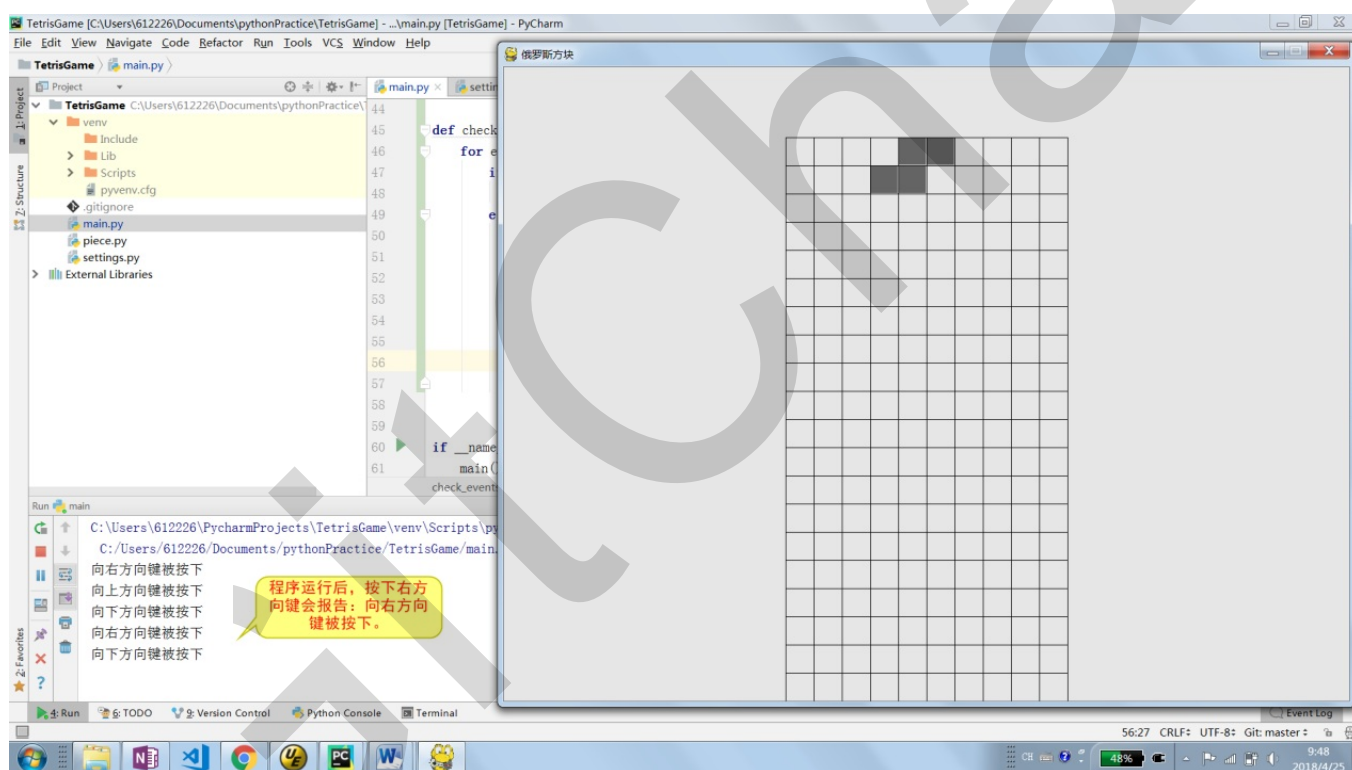 TetrisGame [C:\Users\612226\Documents\pythonPractice\TetrisGame] - ...\main.py [TetrisGame] - PyCharm
File Edit View Navigate Code Refactor Run Tools VCS Window Help
TetrisGame main.py
俄罗斯方块
1: Project
Z: Structure
2: Favorites
Project
main.py
settin
TetrisGame C:\Users\612226\Documents\pythonPractice\
venv
Include
Lib
Scripts
pyvenv.cfg
.gitignore
main.py
piece.py
settings.py
External Libraries
44
45 def check
46 for e
47 i
48
49 e
50
51
52
53
54
55
56
57
58
59
60 if __name
61 main(
check_event
Run main
C:\Users\612226\PycharmProjects\TetrisGame\venv\Scripts\py
C:/Users/612226/Documents/pythonPractice/TetrisGame/main.
向右方向键被按下
向上方向键被按下
向下方向键被按下
向右方向键被按下
向下方向键被按下
程序运行后，按下右方
向键会报告：向右方向
键被按下。
4: Run 6: TODO 9: Version Control Python Console Terminal
Event Log
56:27 CRLF: UTF-8: Git: master
CH 48% 9:48
2018/4/25